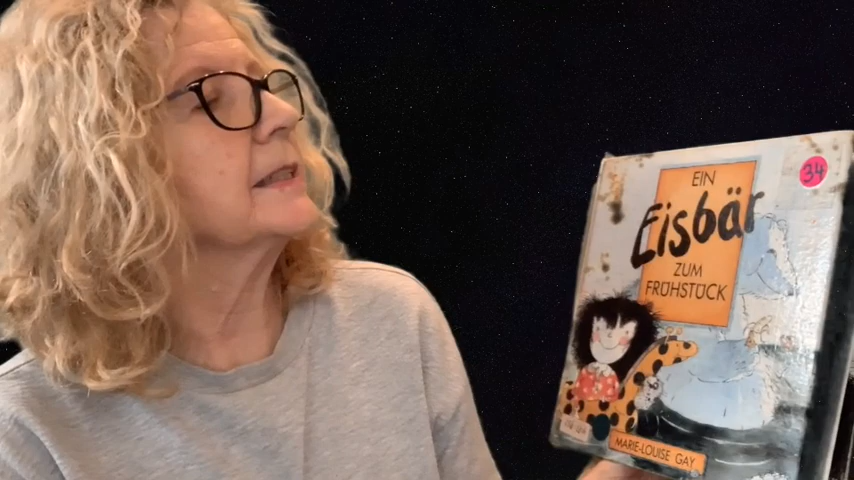 34
EIN
Eisbär
ZUM
FRÜHSTÜCK
MARIE-LOUISE GAY